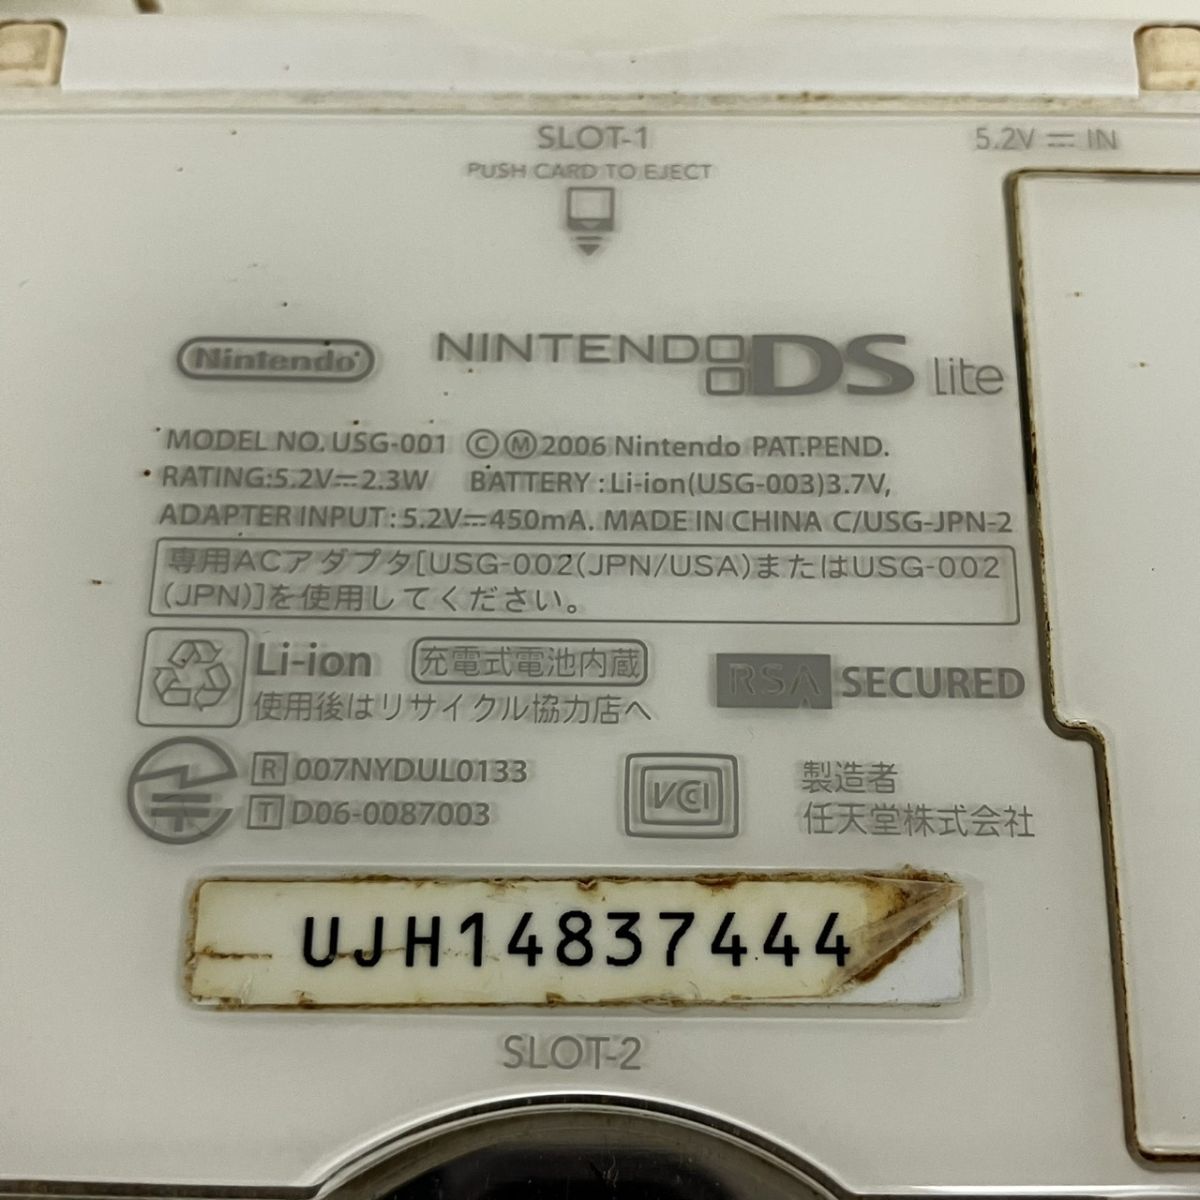 SLOT-1
5.2V ⎓ IN
PUSH CARD TO EJECT
Nintendo
NINTENDO DS lite
MODEL NO. USG-001 ⒸⓂ2006 Nintendo PAT.PEND.
RATING:5.2V⎓2.3W BATTERY:Li-ion(USG-003)3.7V,
ADAPTER INPUT:5.2V⎓450mA. MADE IN CHINA C/USG-JPN-2
専用ACアダプタ[USG-002(JPN/USA)またはUSG-002
(JPN)]を使用してください。
Li-ion 充電式電池内蔵
使用後はリサイクル協力店へ
RSA SECURED
R 007NYDUL0133
T D06-0087003
VCCI
製造者
任天堂株式会社
UJH14837444
SLOT-2